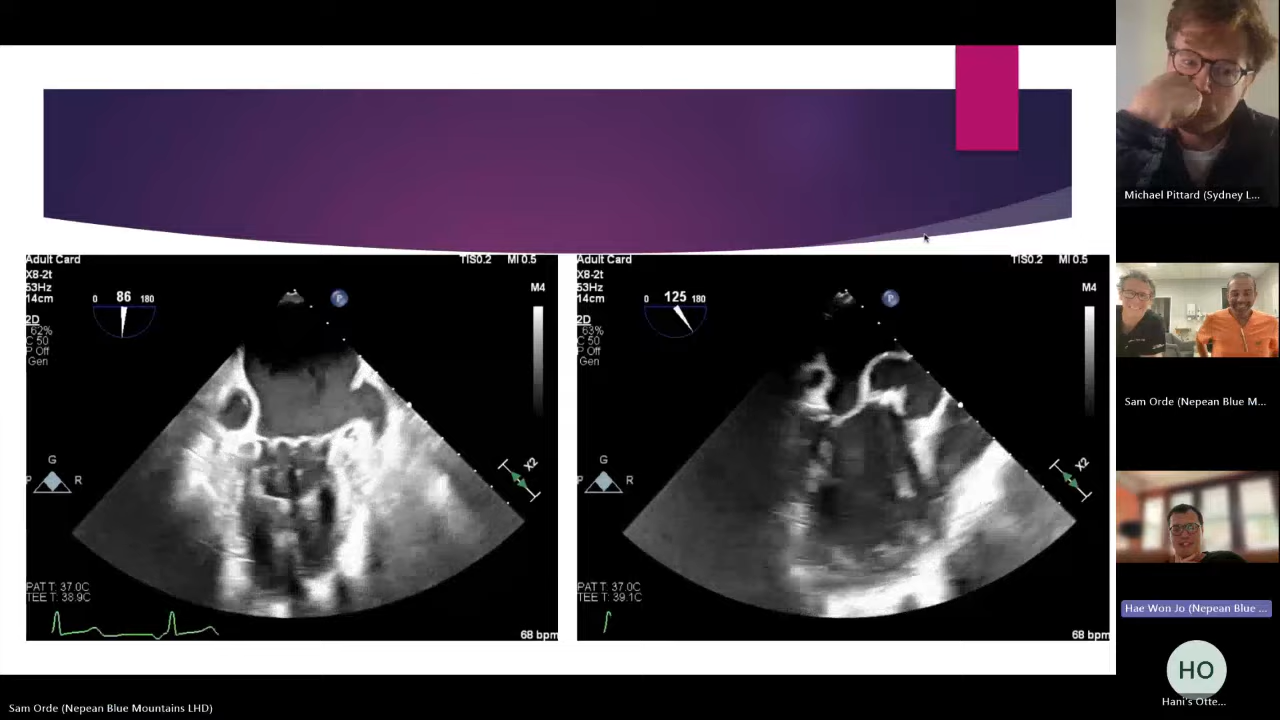 Adult Card
TIS0.2 MI 0.5
X8-2t
53Hz
14cm
0 86 180
P
M4
2D
62%
C 50
P Off
Gen
G
P R
X2
PAT T: 37.0C
TEE T: 38.9C
68 bpm
Adult Card
TIS0.2 MI 0.5
X8-2t
53Hz
14cm
0 125 180
P
M4
2D
63%
C 50
P Off
Gen
G
P R
X2
PAT T: 37.0C
TEE T: 39.1C
68 bpm
Michael Pittard (Sydney L...
Sam Orde (Nepean Blue M...
Hae Won Jo (Nepean Blue ...
HO
Hani's Otte...
Sam Orde (Nepean Blue Mountains LHD)